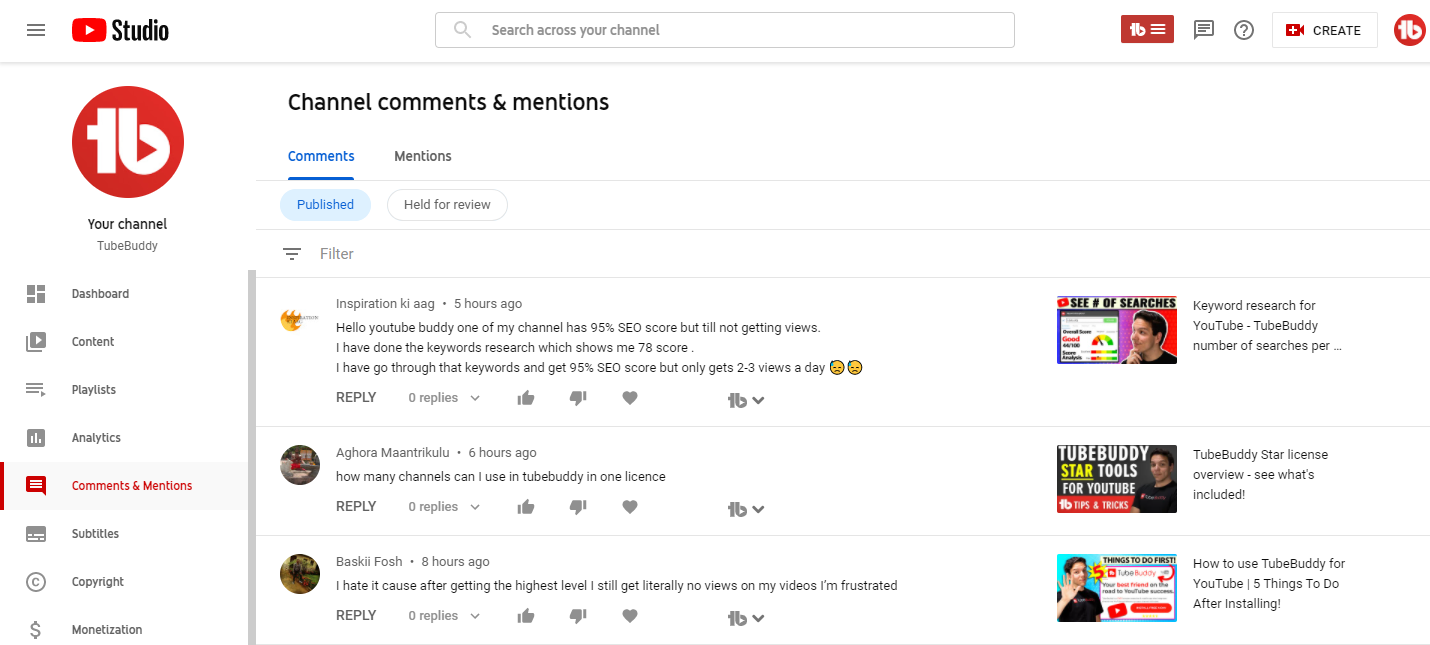 Studio
Search across your channel
CREATE
Your channel
TubeBuddy
Dashboard
Content
Playlists
Analytics
Comments & Mentions
Subtitles
Copyright
Monetization
Channel comments & mentions
Comments
Mentions
Published
Held for review
Filter
Inspiration ki aag • 5 hours ago
Hello youtube buddy one of my channel has 95% SEO score but till not getting views.
I have done the keywords research which shows me 78 score .
I have go through that keywords and get 95% SEO score but only gets 2-3 views a day 😓😓
REPLY
0 replies
SEE # OF SEARCHES
Overall Score
Good
64/100
Score
Analysis
Keyword research for
YouTube - TubeBuddy
number of searches per ...
Aghora Maantrikulu • 6 hours ago
how many channels can I use in tubebuddy in one licence
REPLY
0 replies
TUBEBUDDY
STAR TOOLS
FOR YOUTUBE
TIPS & TRICKS
TubeBuddy Star license
overview - see what's
included!
Baskii Fosh • 8 hours ago
I hate it cause after getting the highest level I still get literally no views on my videos I'm frustrated
REPLY
0 replies
THINGS TO DO FIRST!
5
TubeBuddy
Your best friend on the
road to YouTube success.
How to use TubeBuddy for
YouTube | 5 Things To Do
After Installing!